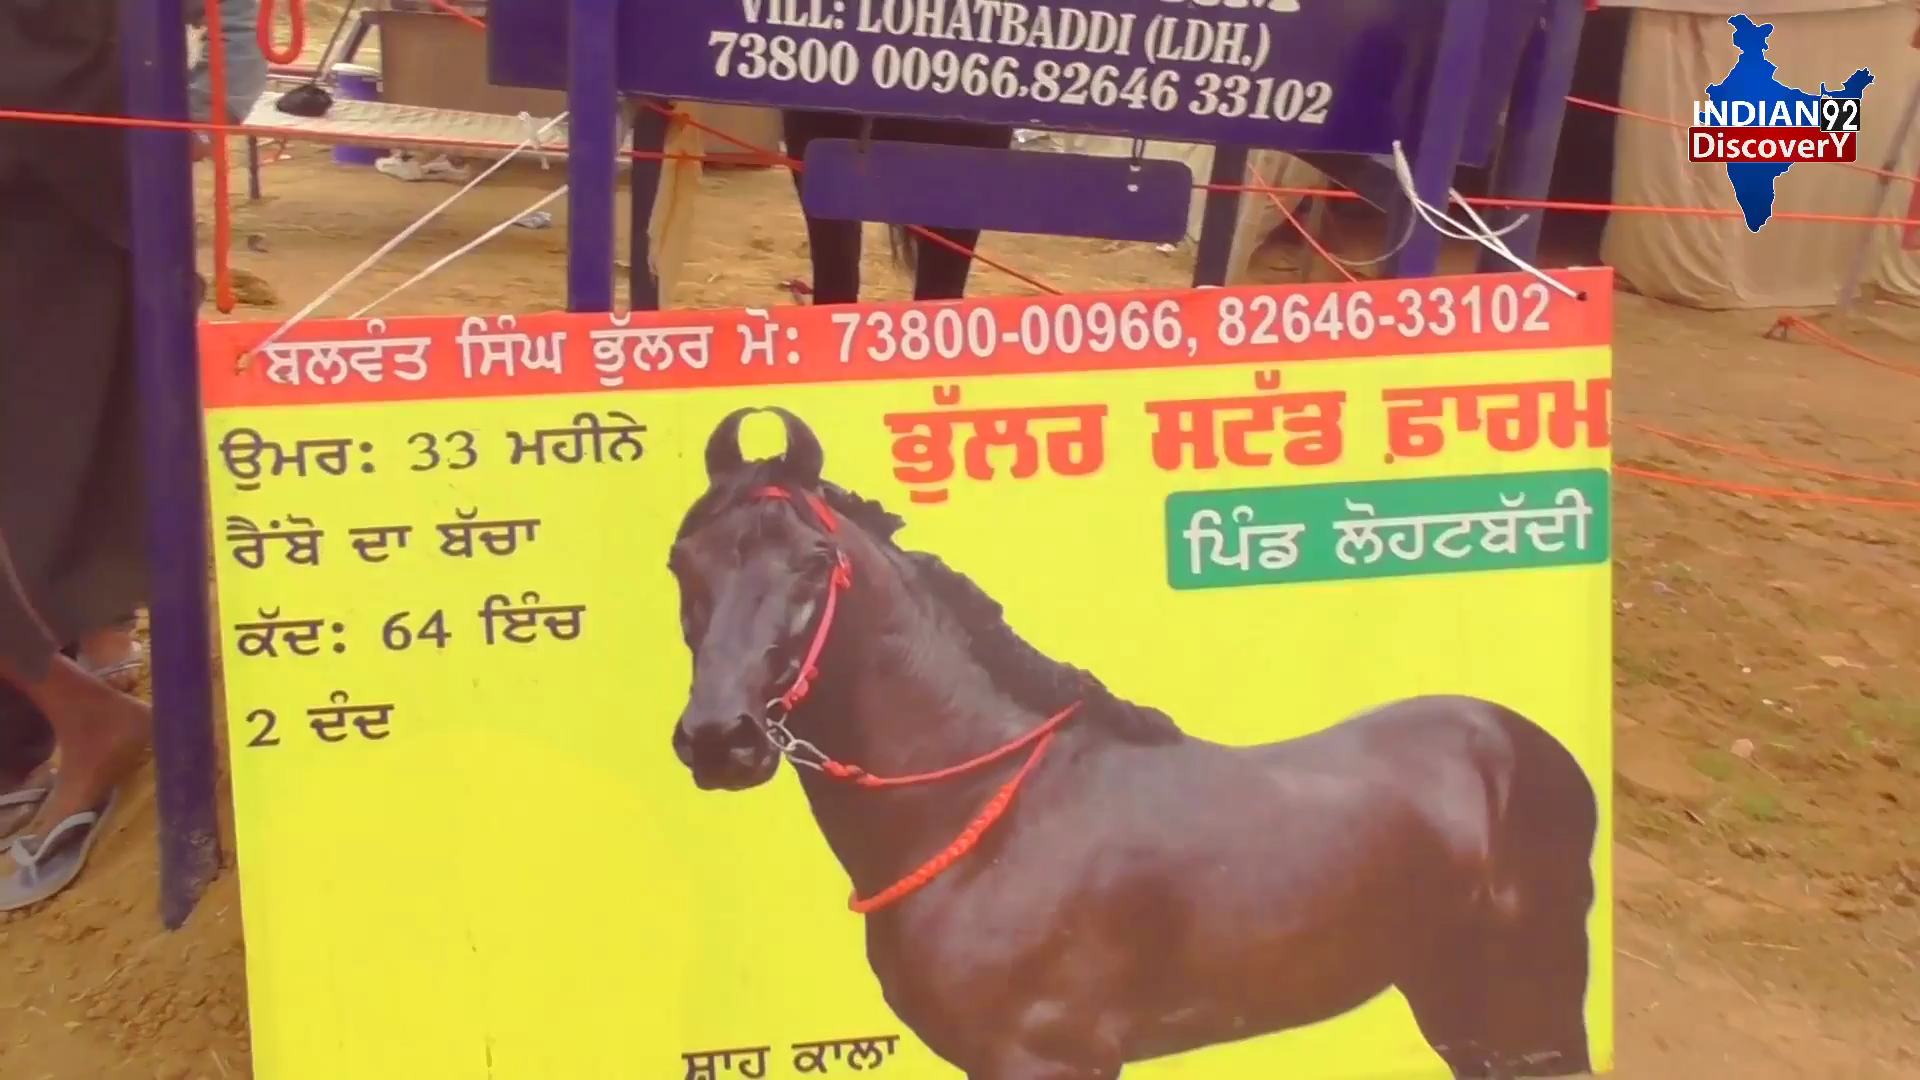 VILL: LOHATBADDI (LDH.)
73800 00966,82646 33102
INDIAN92
DiscoverY
ਬਲਵੰਤ ਸਿੰਘ ਭੁੱਲਰ ਮੋ: 73800-00966, 82646-33102
ਭੁੱਲਰ ਸਟੱਡ ਫ਼ਾਰਮ
ਪਿੰਡ ਲੋਹਟਬੱਦੀ
ਉਮਰ: 33 ਮਹੀਨੇ
ਰੈਂਬੋ ਦਾ ਬੱਚਾ
ਕੱਦ: 64 ਇੰਚ
2 ਦੰਦ
ਸ਼ਾਹ ਕਾਲਾ